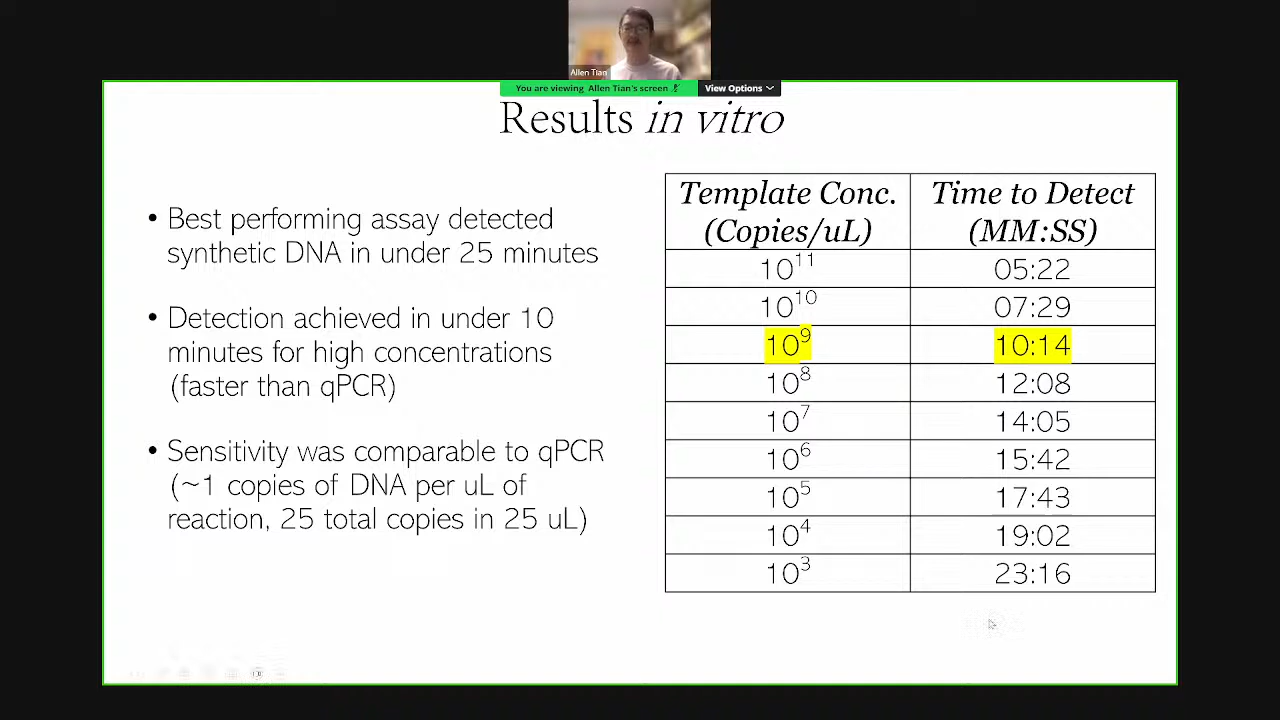 Allen Tian
You are viewing Allen Tian's screen
View Options
Results in vitro
• Best performing assay detected
synthetic DNA in under 25 minutes
• Detection achieved in under 10
minutes for high concentrations
(faster than qPCR)
• Sensitivity was comparable to qPCR
(~1 copies of DNA per uL of
reaction, 25 total copies in 25 uL)
Template Conc. (Copies/uL) Time to Detect (MM:SS)
10¹¹ 05:22
10¹⁰ 07:29
10⁹ 10:14
10⁸ 12:08
10⁷ 14:05
10⁶ 15:42
10⁵ 17:43
10⁴ 19:02
10³ 23:16